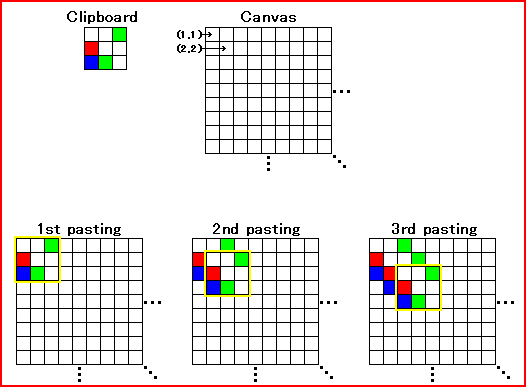 Clipboard
Canvas
(1,1)
(2,2)
1st pasting
2nd pasting
3rd pasting